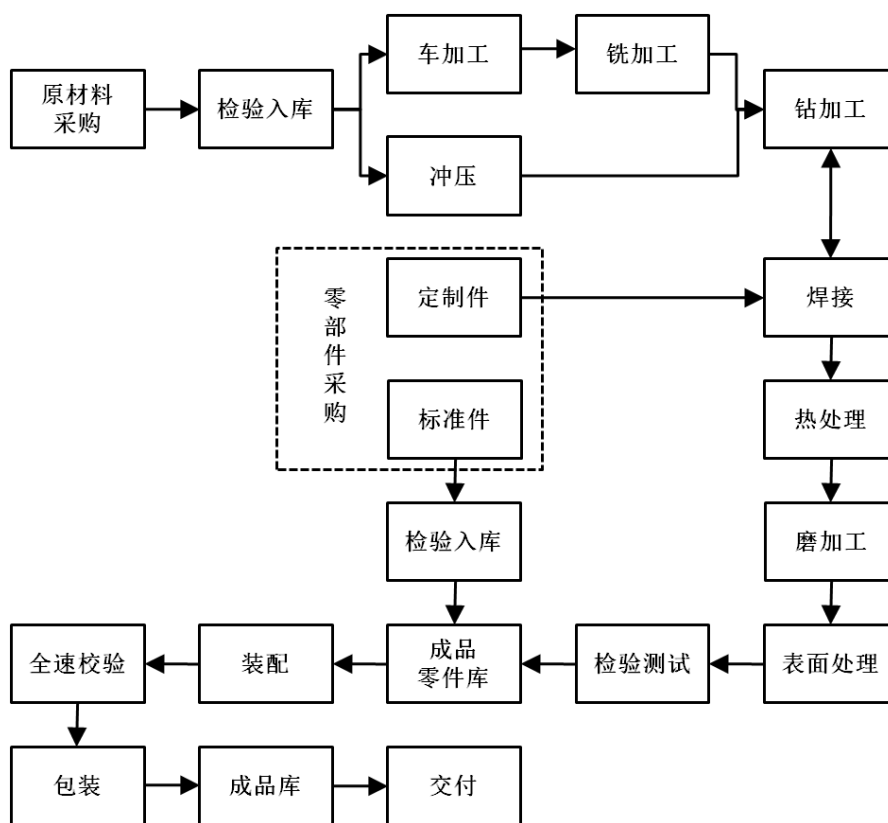 原材料
采购
检验入库
车加工
铣加工
钻加工
冲压
零部件采购
定制件
焊接
标准件
热处理
检验入库
磨加工
全速校验
装配
成品
零件库
检验测试
表面处理
包装
成品库
交付